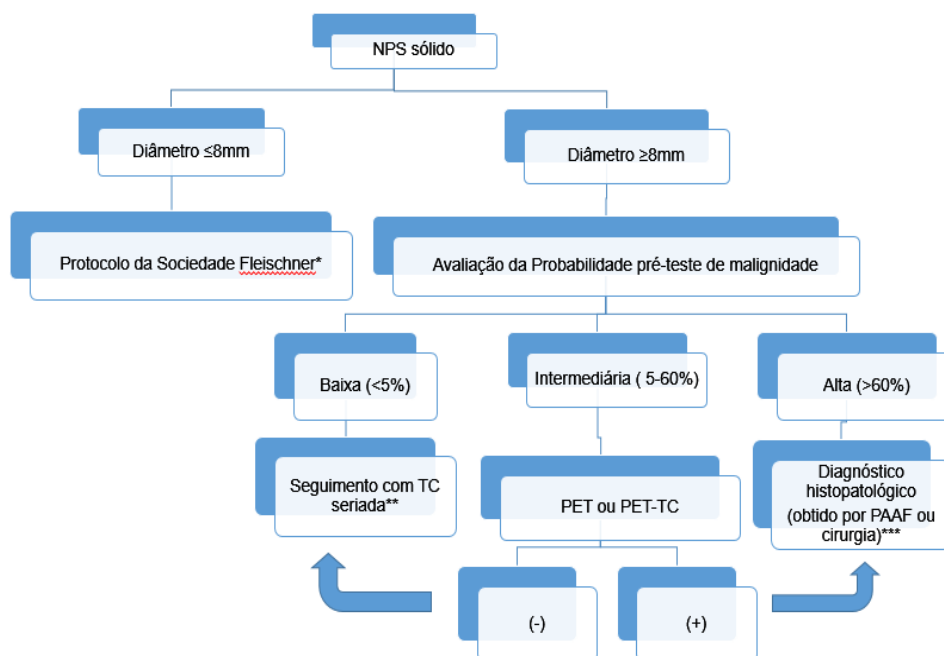 NPS sólido
Diâmetro ≤8mm
Diâmetro ≥8mm
Protocolo da Sociedade Fleischner*
Avaliação da Probabilidade pré-teste de malignidade
Baixa (<5%)
Intermediária ( 5-60%)
Alta (>60%)
Seguimento com TC
seriada**
PET ou PET-TC
Diagnóstico
histopatológico
(obtido por PAAF ou
cirurgia)***
(-)
(+)